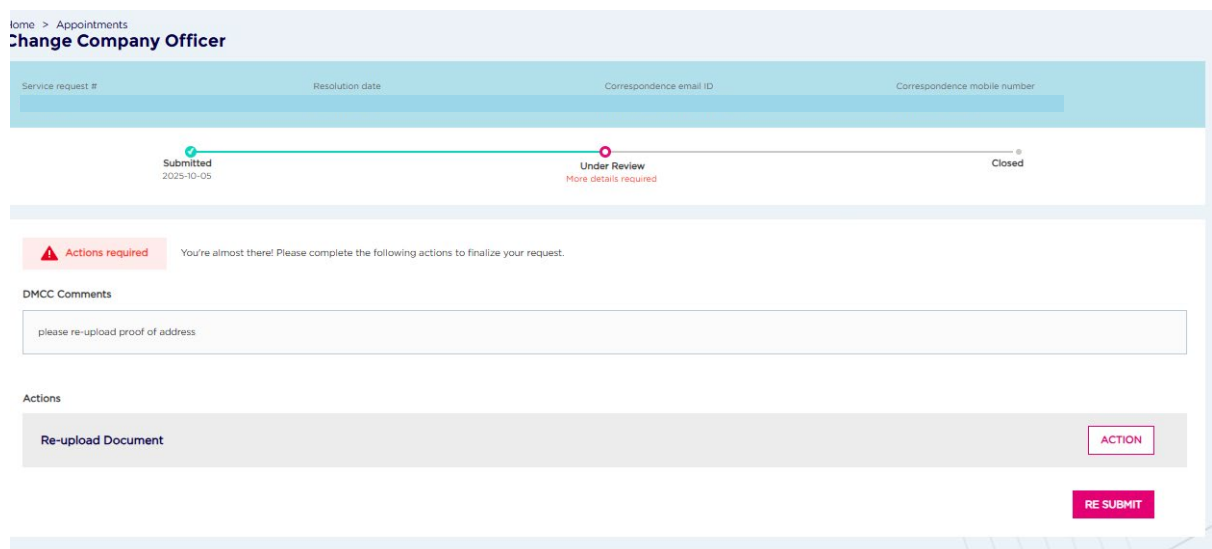 Home > Appointments
Change Company Officer
Service request # Resolution date Correspondence email ID Correspondence mobile number
Submitted Under Review Closed
2025-10-05 More details required
Actions required You're almost there! Please complete the following actions to finalize your request.
DMCC Comments
please re-upload proof of address
Actions
Re-upload Document ACTION
RE SUBMIT